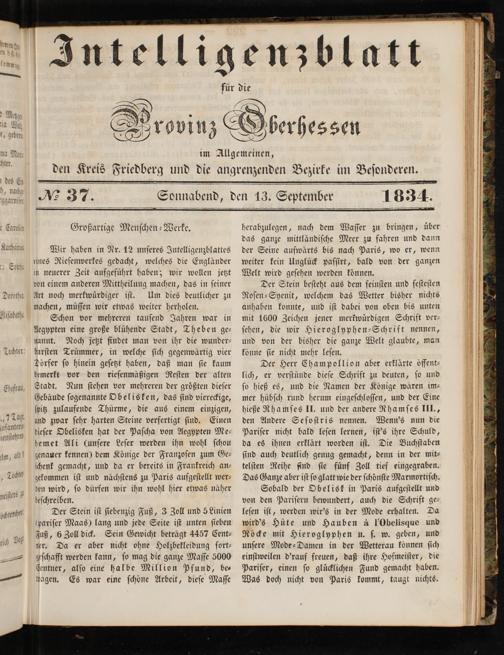 Intelligenzblatt
für die
Provinz Oberhessen
im Allgemeinen,
den Kreis Friedberg und die angrenzenden Bezirke im Besonderen.
№ 37. Sonnabend, den 13. September 1834.
Großartige Menschen-Werke.
Wir haben in Nr. 12 unseres Intelligenzblattes
eines Riesenwerkes gedacht, welches die Engländer
in neuerer Zeit aufgeführt haben; wir wollen jetzt
von einem anderen Mittheilung machen, das in seiner
Art noch merkwürdiger ist. Um dies deutlicher zu
machen, müssen wir etwas weiter herholen.
Schon vor mehreren tausend Jahren war in
Aegypten eine große blühende Stadt, Theben ge-
nannt. Noch jetzt findet man von ihr die wunder-
barsten Trümmer, in welche sich gegenwärtig vier
Dörfer so hinein gesetzt haben, daß man sie kaum
bemerkt vor den riesenmäßigen Resten der alten
Stadt. Nun stehen vor mehreren der größten dieser
Gebäude sogenannte Obelisken, das sind viereckige,
spitz zulaufende Thürme, die aus einem einzigen,
und zwar sehr harten Steine verfertigt sind. Einen
dieser Obelisken hat der Pascha von Aegypten Me-
hemet Ali (unsere Leser werden ihn wohl schon
genauer kennen) dem Könige der Franzosen zum Ge-
schenk gemacht, und da er bereits in Frankreich an-
gekommen ist und nächstens zu Paris aufgestellt wer-
den wird, so dürfen wir ihn wohl hier etwas näher
beschreiben.
Der Stein ist siebenzig Fuß, 3 Zoll und 5 Linien
(pariser Maas) lang und jede Seite ist unten sieben
Fuß, 6 Zoll dick. Sein Gewicht beträgt 4457 Cent-
ner. Da er aber nicht ohne Holzbekleidung fort-
geschafft werden kann, so mag die ganze Masse 5000
Centner, also eine halbe Million Pfund, be-
tragen. Es war eine schöne Arbeit, diese Masse
herabzulegen, nach dem Wasser zu bringen, über
das ganze mittländische Meer zu fahren und dann
der Seine aufwärts bis nach Paris, wo er, wenn
weiter kein Unglück passirt, bald von der ganzen
Welt wird gesehen werden können.
Der Stein besteht aus dem feinsten und festesten
Rosen-Syenit, welchem das Wetter bisher nichts
anhaben konnte, und ist dabei von oben bis unten
mit 1600 Zeichen jener merkwürdigen Schrift ver-
sehen, die wir Hieroglyphen-Schrift nennen,
und von der bisher die ganze Welt glaubte, man
könne sie nicht mehr lesen.
Der Herr Champollion aber erklärte öffent-
lich, er verstünde diese Schrift zu deuten, so und
so hieß es, und die Namen der Könige wären im-
mer hübsch rund herum eingeschlossen, und der Eine
hieße Rhamses II. und der andere Rhamses III.,
den Andere Sesostris nennen. Wenn's nun die
Pariser nicht bald lesen lernen, ist's ihre Schuld,
da es ihnen erklärt worden ist. Die Buchstaben
sind auch deutlich genug gemacht, denn in der mit-
telsten Reihe sind sie fünf Zoll tief eingegraben.
Das Ganze aber ist so glatt wie der schönste Marmortisch.
Sobald der Obelisk in Paris aufgestellt und
von den Parisern bewundert, auch die Schrift ge-
lesen ist, werden wir's in der Mode erhalten. Da
wird's Hüte und Hauben à l'Obelisque und
Röcke mit Hieroglyphen u. s. w. geben, und
unsere Mode-Damen in der Wetterau können sich
einstweilen d'rauf freuen, daß ihre Hofmeister, die
Pariser, einen so glücklichen Fund gemacht haben.
Was doch nicht von Paris kommt, taugt nichts.